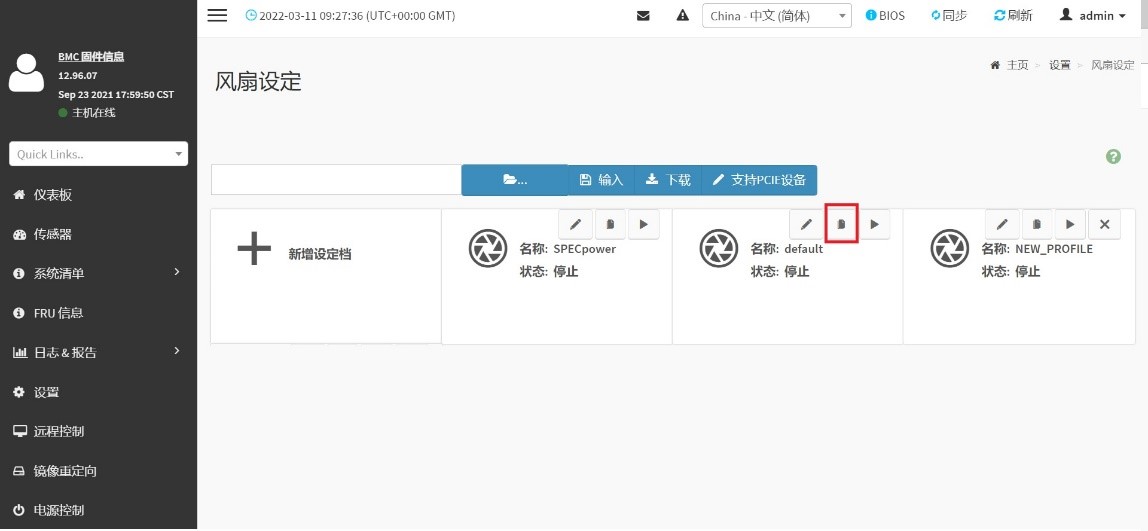 2022-03-11 09:27:36 (UTC+00:00 GMT)
China - 中文 (简体)
BIOS
同步
刷新
admin
BMC 固件信息
12.96.07
Sep 23 2021 17:59:50 CST
主机在线
Quick Links..
仪表板
传感器
系统清单
FRU 信息
日志 & 报告
设置
远程控制
镜像重定向
电源控制
风扇设定
主页 > 设置 > 风扇设定
...
输入
下载
支持PCIE设备
新增设定档
名称: SPECpower
状态: 停止
名称: default
状态: 停止
名称: NEW_PROFILE
状态: 停止